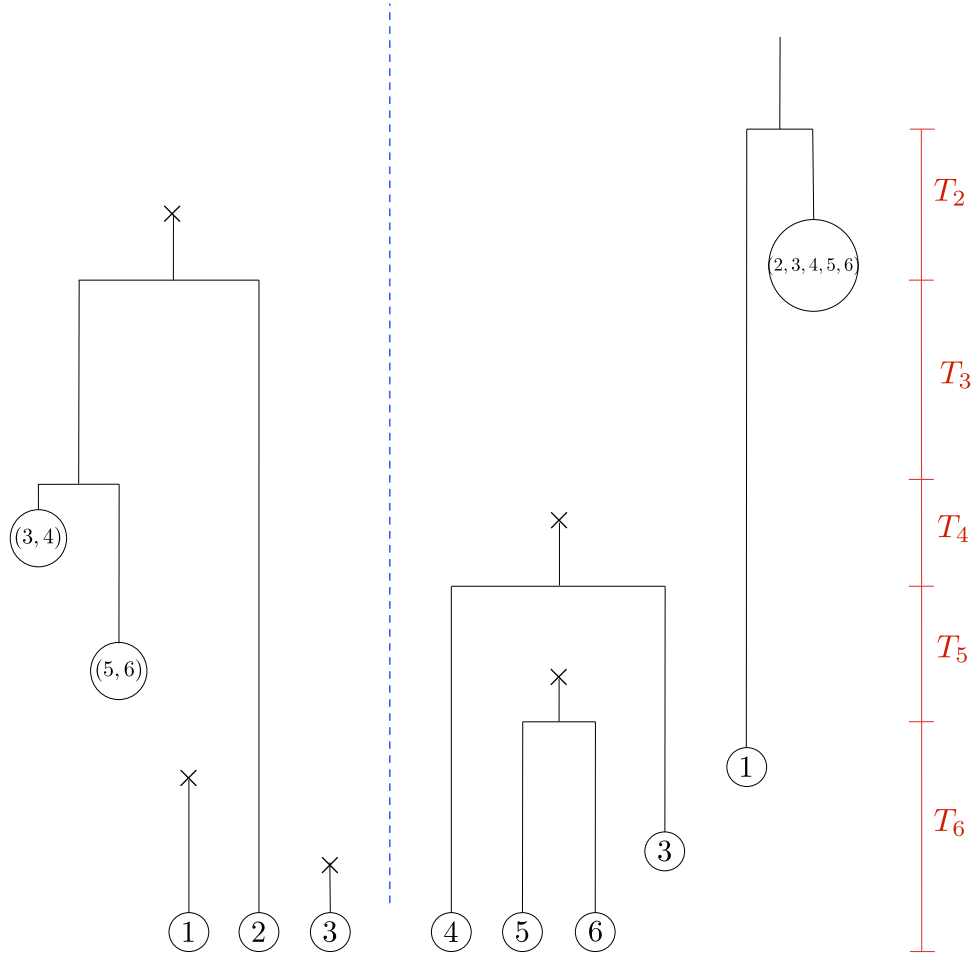 T₂
(2, 3, 4, 5, 6)
T₃
T₄
(3, 4)
T₅
(5, 6)
1
T₆
3
1
2
3
4
5
6